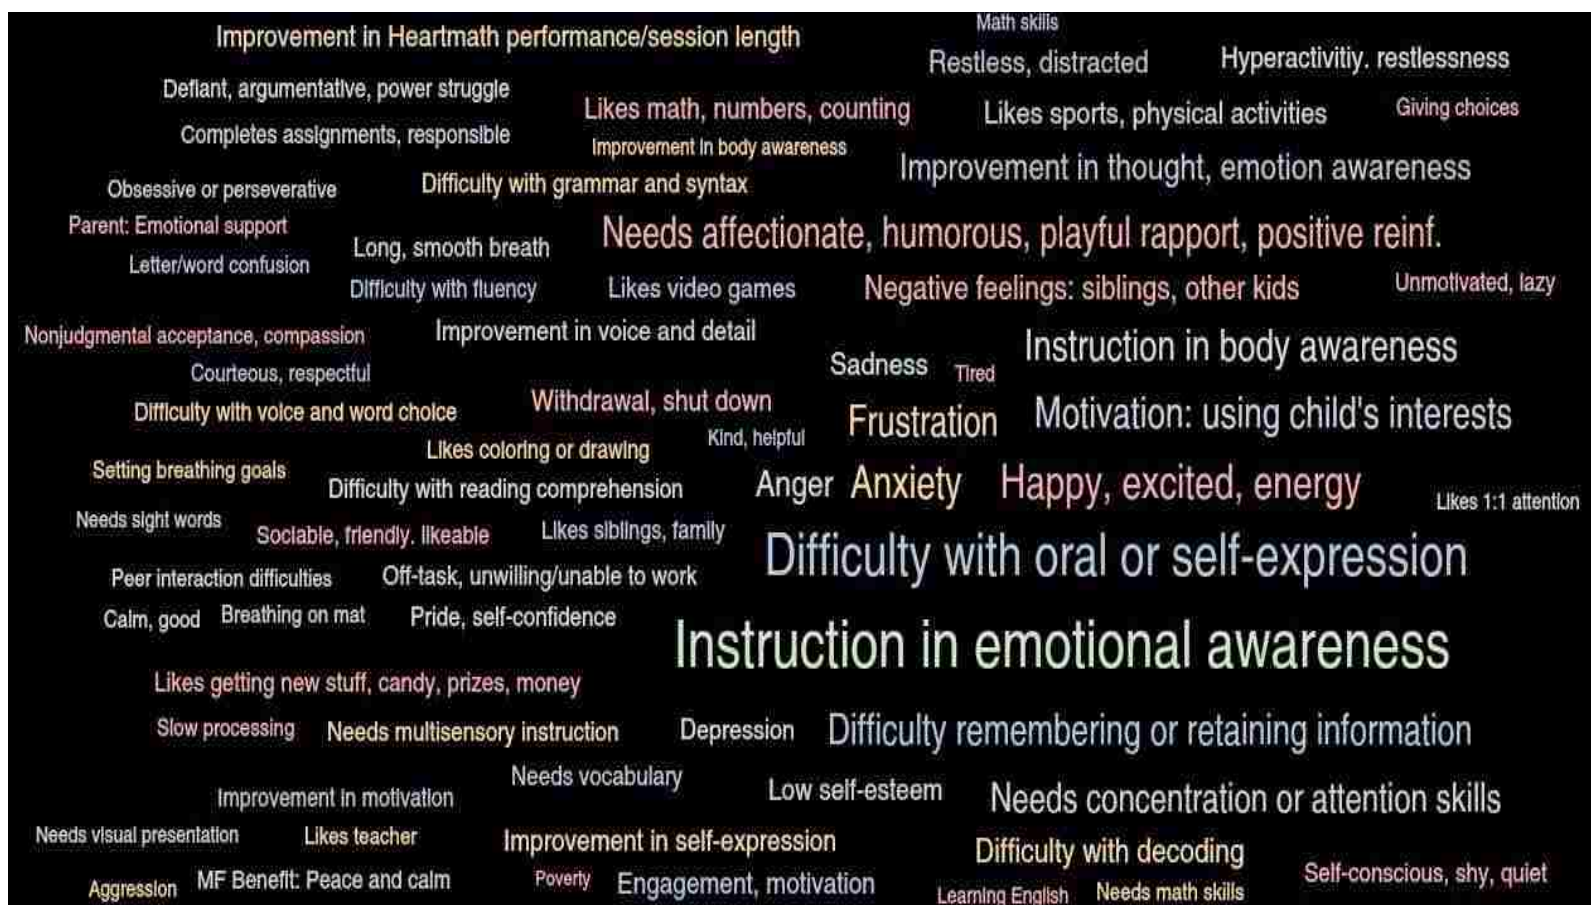 Math skills
Improvement in Heartmath performance/session length
Restless, distracted
Hyperactivitiy. restlessness
Defiant, argumentative, power struggle
Likes math, numbers, counting
Likes sports, physical activities
Giving choices
Completes assignments, responsible
Improvement in body awareness
Improvement in thought, emotion awareness
Obsessive or perseverative
Difficulty with grammar and syntax
Parent: Emotional support
Long, smooth breath
Needs affectionate, humorous, playful rapport, positive reinf.
Letter/word confusion
Difficulty with fluency
Likes video games
Negative feelings: siblings, other kids
Unmotivated, lazy
Nonjudgmental acceptance, compassion
Improvement in voice and detail
Instruction in body awareness
Courteous, respectful
Sadness
Tired
Difficulty with voice and word choice
Withdrawal, shut down
Frustration
Motivation: using child's interests
Likes coloring or drawing
Kind, helpful
Setting breathing goals
Difficulty with reading comprehension
Anger
Anxiety
Happy, excited, energy
Likes 1:1 attention
Needs sight words
Sociable, friendly. likeable
Likes siblings, family
Difficulty with oral or self-expression
Peer interaction difficulties
Off-task, unwilling/unable to work
Calm, good
Breathing on mat
Pride, self-confidence
Instruction in emotional awareness
Likes getting new stuff, candy, prizes, money
Slow processing
Needs multisensory instruction
Depression
Difficulty remembering or retaining information
Needs vocabulary
Improvement in motivation
Low self-esteem
Needs concentration or attention skills
Needs visual presentation
Likes teacher
Improvement in self-expression
Difficulty with decoding
Aggression
MF Benefit: Peace and calm
Poverty
Engagement, motivation
Learning English
Needs math skills
Self-conscious, shy, quiet